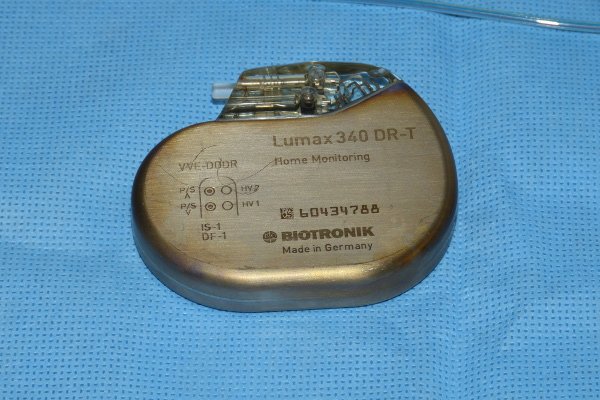 Lumax 340 DR-T
Home Monitoring
VVE-DDDR
P/S A HV2
P/S V HV1
IS-1
DF-1
60434788
BIOTRONIK
Made in Germany